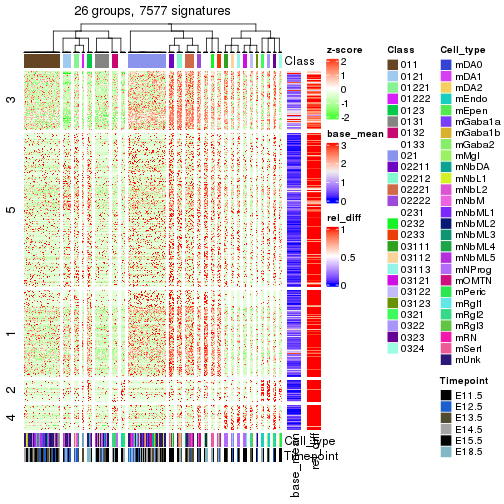 26 groups, 7577 signatures
Class
3
5
1
2
4
Cell_type
Timepoint
base_mean
rel_diff
z-score
2
1
0
-1
-2
base_mean
3
2
1
0
rel_diff
1
0.5
0
Class
011
0121
01221
01222
0123
0131
0132
0133
021
02211
02212
02221
02222
0231
0232
0233
03111
03112
03113
03121
03122
03123
0321
0322
0323
0324
Cell_type
mDA0
mDA1
mDA2
mEndo
mEpen
mGaba1a
mGaba1b
mGaba2
mMgl
mNbDA
mNbL1
mNbL2
mNbM
mNbML1
mNbML2
mNbML3
mNbML4
mNbML5
mNProg
mOMTN
mPeric
mRgl1
mRgl2
mRgl3
mRN
mSert
mUnk
Timepoint
E11.5
E12.5
E13.5
E14.5
E15.5
E18.5